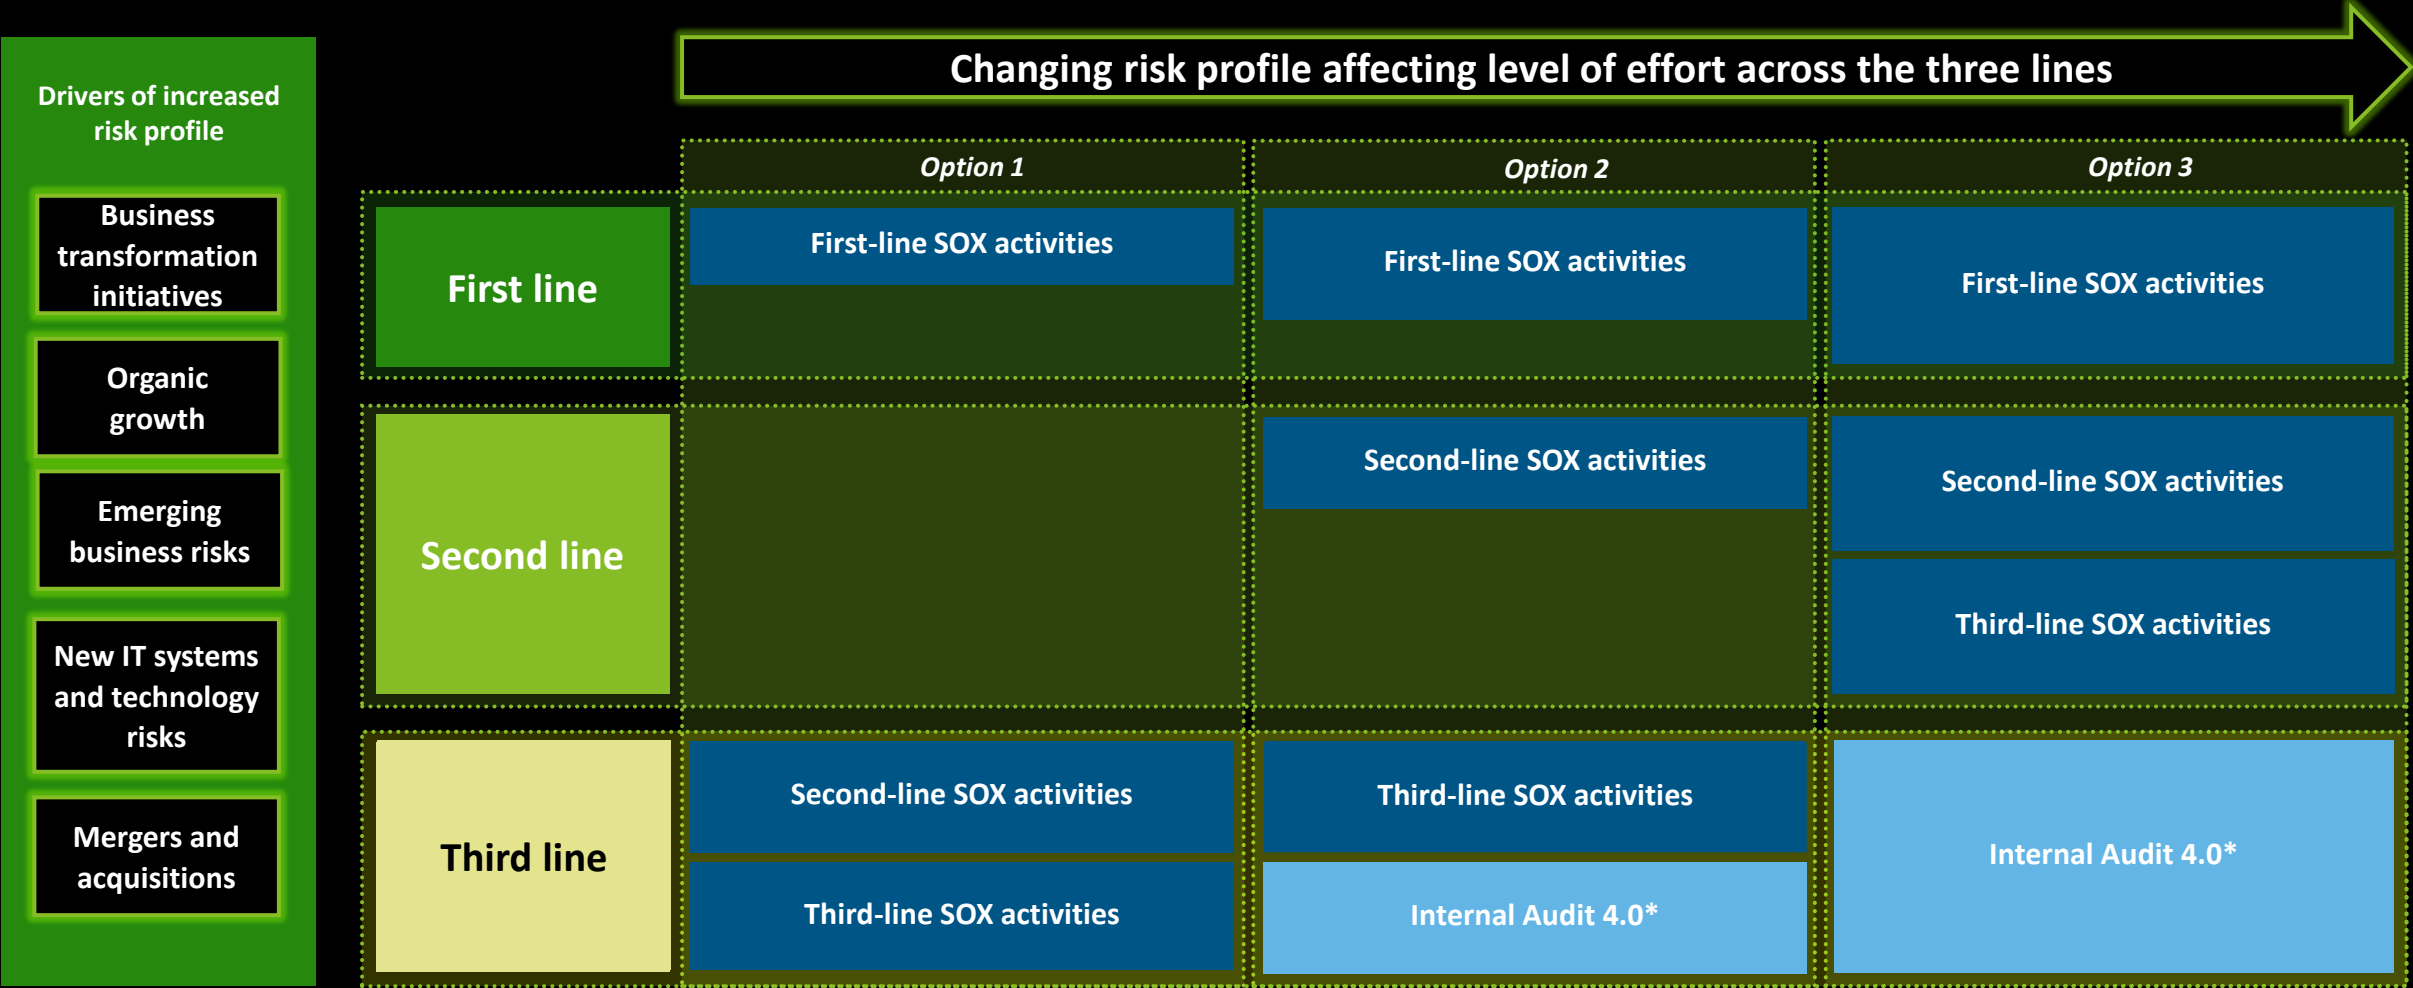 Changing risk profile affecting level of effort across the three lines
Drivers of increased
risk profile
Business
transformation
initiatives
Organic
growth
Emerging
business risks
New IT systems
and technology
risks
Mergers and
acquisitions
Option 1
Option 2
Option 3
First line
First-line SOX activities
First-line SOX activities
First-line SOX activities
Second line
Second-line SOX activities
Second-line SOX activities
Third-line SOX activities
Third line
Second-line SOX activities
Third-line SOX activities
Third-line SOX activities
Internal Audit 4.0*
Internal Audit 4.0*